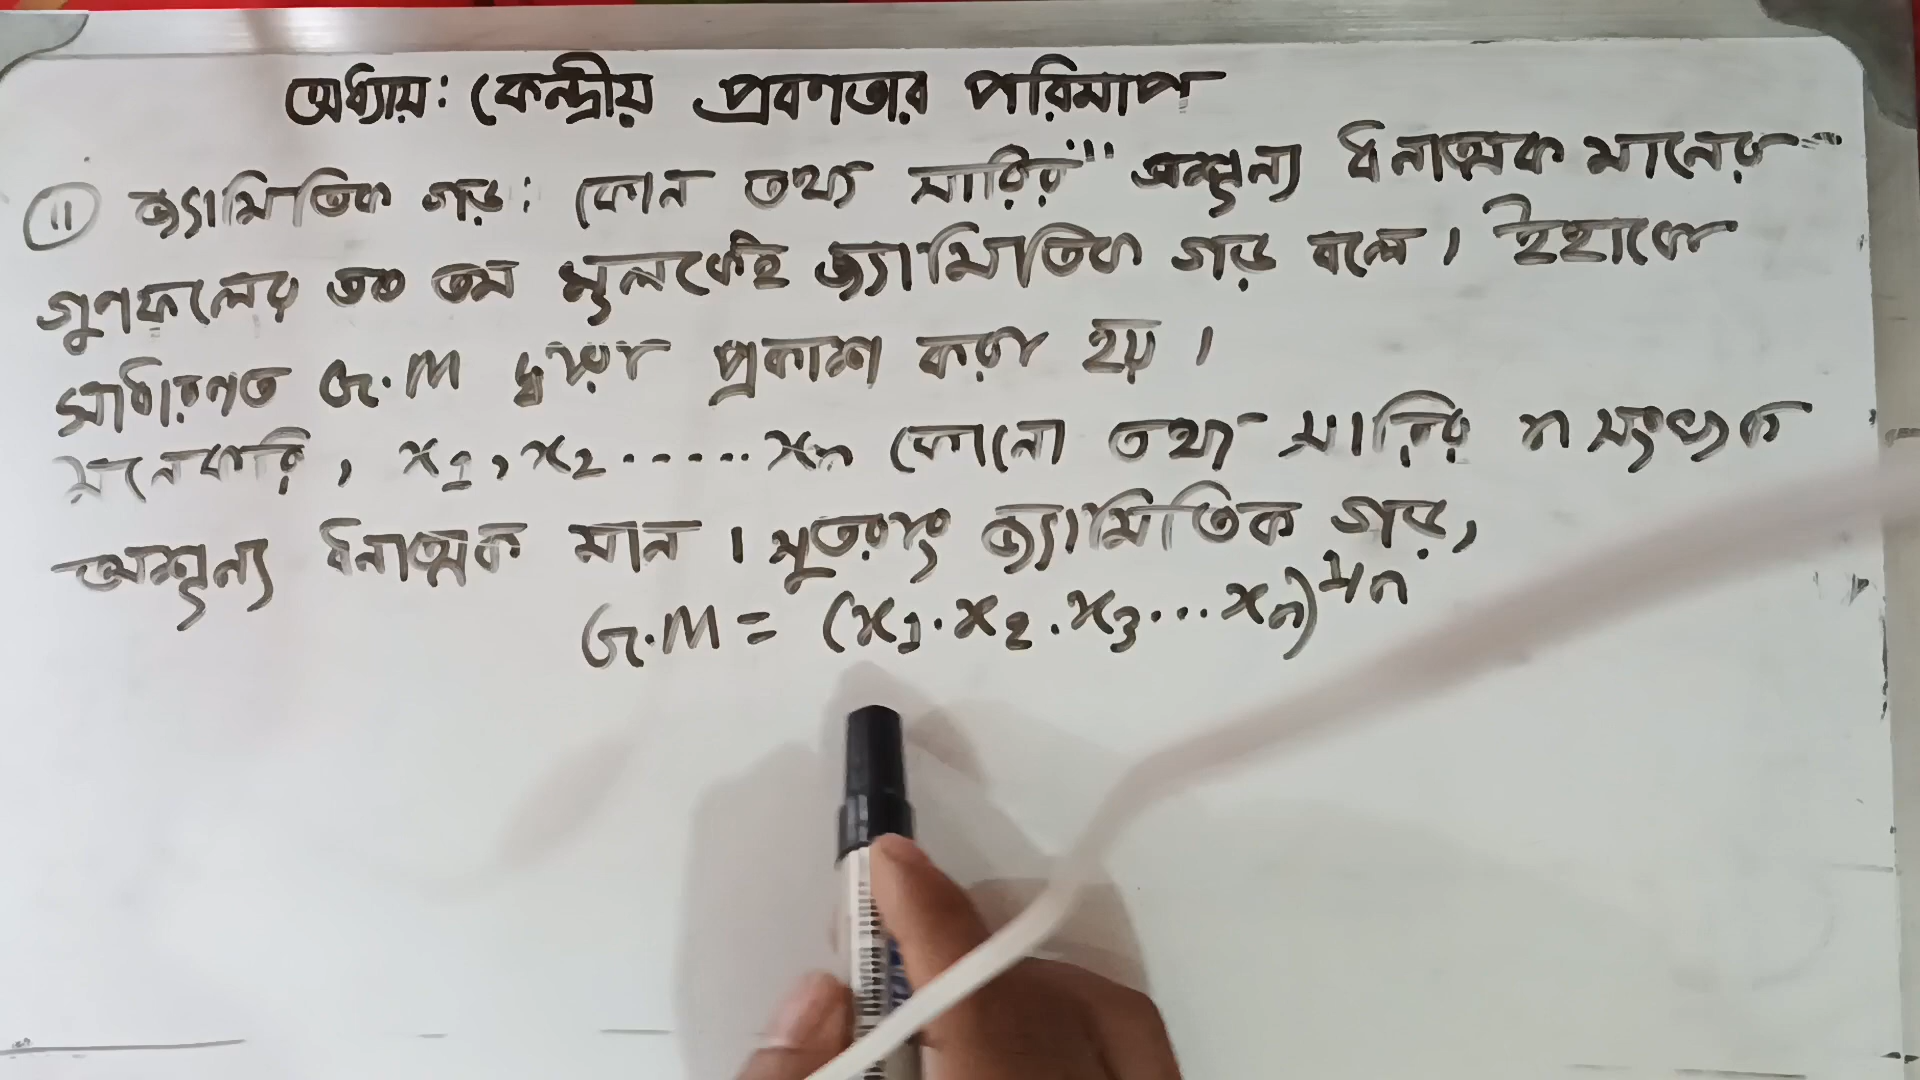 অধ্যায়: কেন্দ্রীয় প্রবণতার পরিমাপ
(11) জ্যামিতিক গড়: কোন তথ্য সারির "' অশূন্য ধনাত্মক মানের
গুণফলের তত তম মূলকেই জ্যামিতিক গড় বলে। ইহাকে
সাধারণত G.M দ্বারা প্রকাশ করা হয়।
মনেকরি, x1, x2 ..... xn কোনো তথ্য সারির n সংখ্যক
অশূন্য ধনাত্মক মান। সুতরাং জ্যামিতিক গড়,
G.M = (x1.x2.x3...xn)^1/n